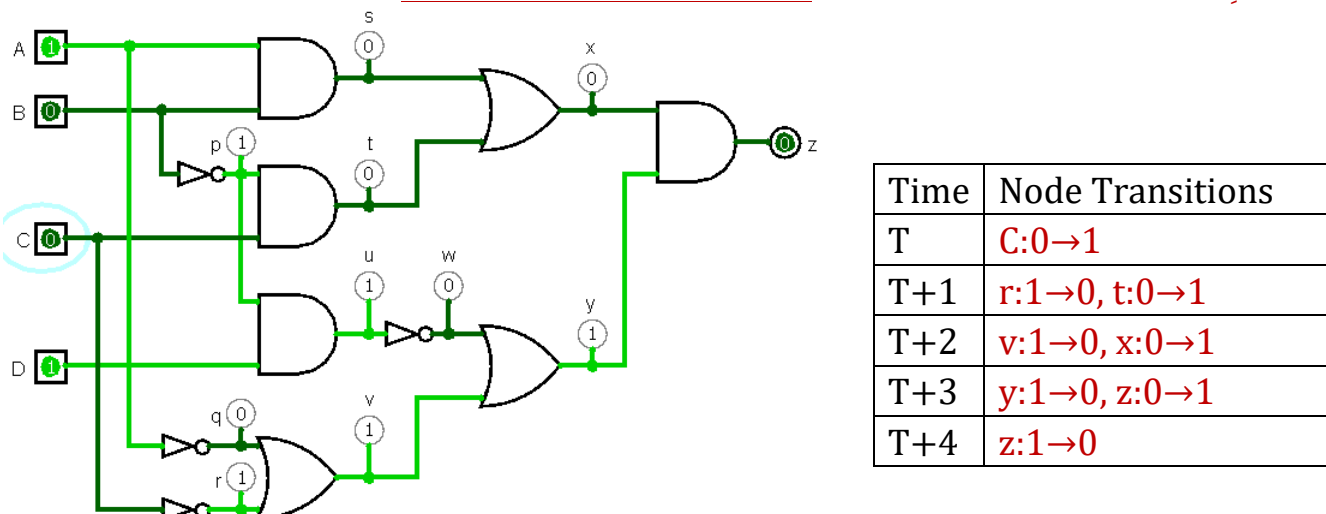 s
A 1
0
x
0
B 0
p 1
t
0
0 z
C 0
u
1
w
0
y
1
D 1
q 0
v
1
r 1
Time Node Transitions
T C:0→1
T+1 r:1→0, t:0→1
T+2 v:1→0, x:0→1
T+3 y:1→0, z:0→1
T+4 z:1→0